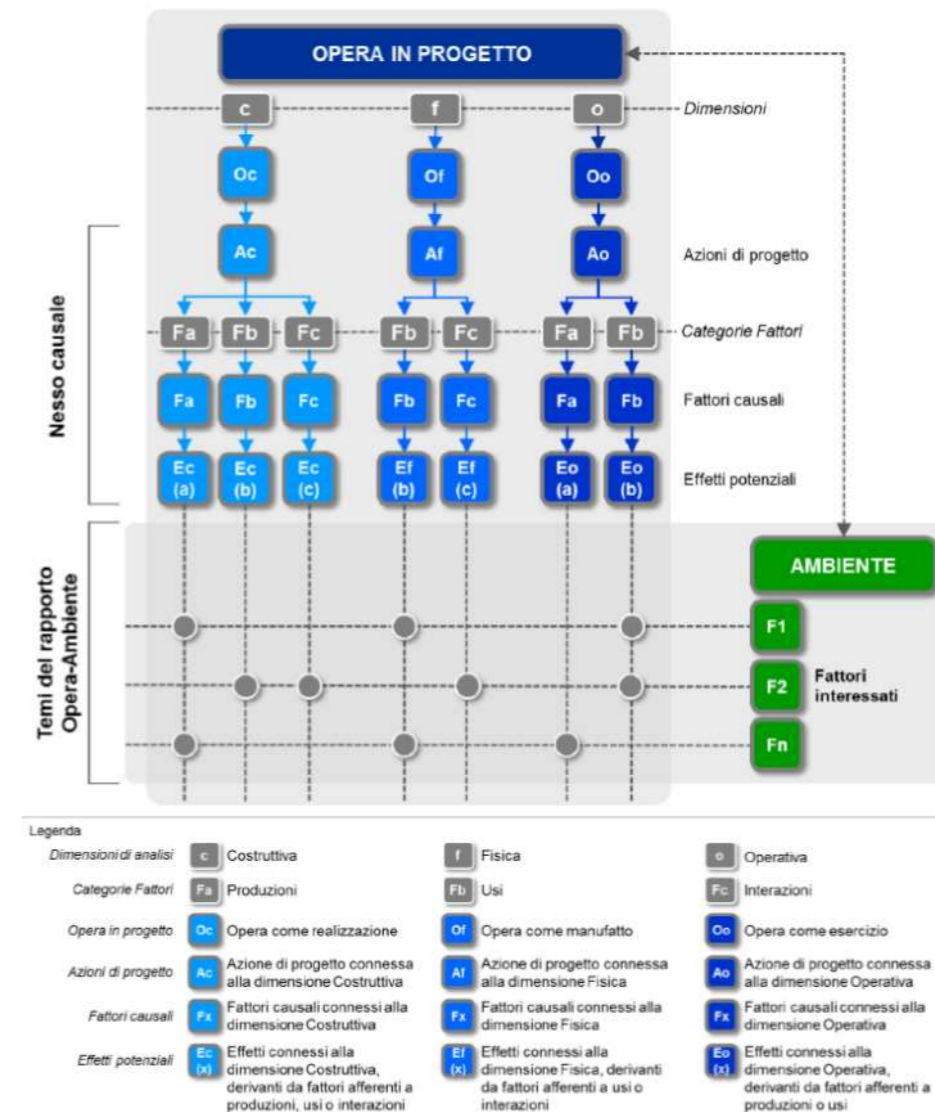 OPERA IN PROGETTO
c f o Dimensioni
Oc Of Oo
Ac Af Ao Azioni di progetto
Fa Fb Fc Fb Fc Fa Fb Categorie Fattori
Fa Fb Fc Fb Fc Fa Fb Fattori causali
Ec Ec Ec Ef Ef Eo Eo
(a) (b) (c) (b) (c) (a) (b) Effetti potenziali
Nesso causale
Temi del rapporto
Opera-Ambiente
AMBIENTE
F1
F2 Fattori
interessati
Fn
Legenda
Dimensioni di analisi c Costruttiva f Fisica o Operativa
Categorie Fattori Fa Produzioni Fb Usi Fc Interazioni
Opera in progetto Oc Opera come realizzazione Of Opera come manufatto Oo Opera come esercizio
Azioni di progetto Ac Azione di progetto connessa
alla dimensione Costruttiva
Af Azione di progetto connessa
alla dimensione Fisica
Ao Azione di progetto connessa
alla dimensione Operativa
Fattori causali Fx Fattori causali connessi alla
dimensione Costruttiva
Fx Fattori causali connessi alla
dimensione Fisica
Fx Fattori causali connessi alla
dimensione Operativa
Effetti potenziali Ec (x) Effetti connessi alla
dimensione Costruttiva,
derivanti da fattori afferenti a
produzioni, usi o interazioni
Ef (x) Effetti connessi alla
dimensione Fisica, derivanti
da fattori afferenti a usi o
interazioni
Eo (x) Effetti connessi alla
dimensione Operativa,
derivanti da fattori afferenti a
produzioni o usi